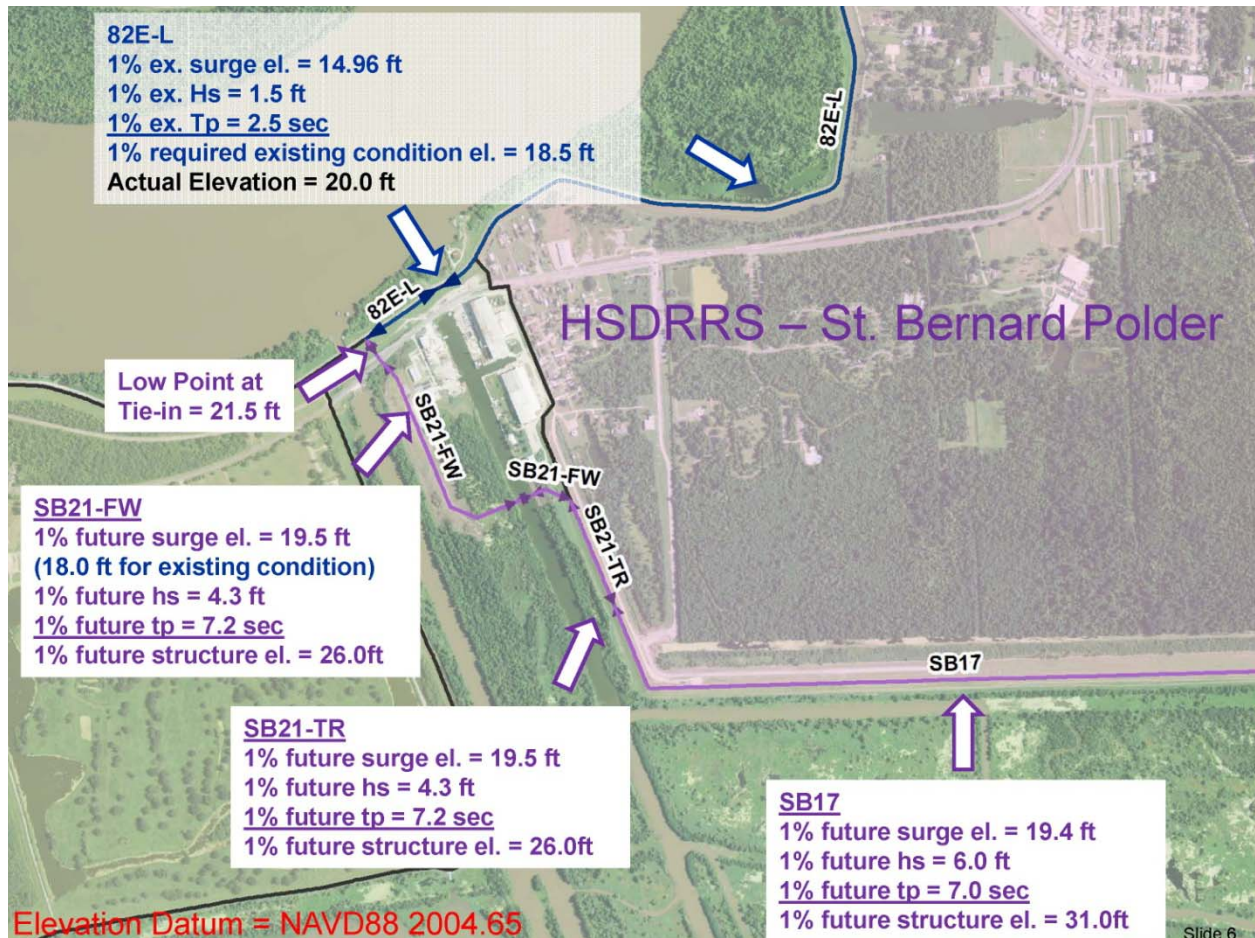 82E-L
1% ex. surge el. = 14.96 ft
1% ex. Hs = 1.5 ft
1% ex. Tp = 2.5 sec
1% required existing condition el. = 18.5 ft
Actual Elevation = 20.0 ft
82E-L
82E-L
HSDRRS – St. Bernard Polder
Low Point at
Tie-in = 21.5 ft
SB21-FW
SB21-FW
SB21-TR
SB21-FW
1% future surge el. = 19.5 ft
(18.0 ft for existing condition)
1% future hs = 4.3 ft
1% future tp = 7.2 sec
1% future structure el. = 26.0ft
SB17
SB21-TR
1% future surge el. = 19.5 ft
1% future hs = 4.3 ft
1% future tp = 7.2 sec
1% future structure el. = 26.0ft
SB17
1% future surge el. = 19.4 ft
1% future hs = 6.0 ft
1% future tp = 7.0 sec
1% future structure el. = 31.0ft
Elevation Datum = NAVD88 2004.65
Slide 6